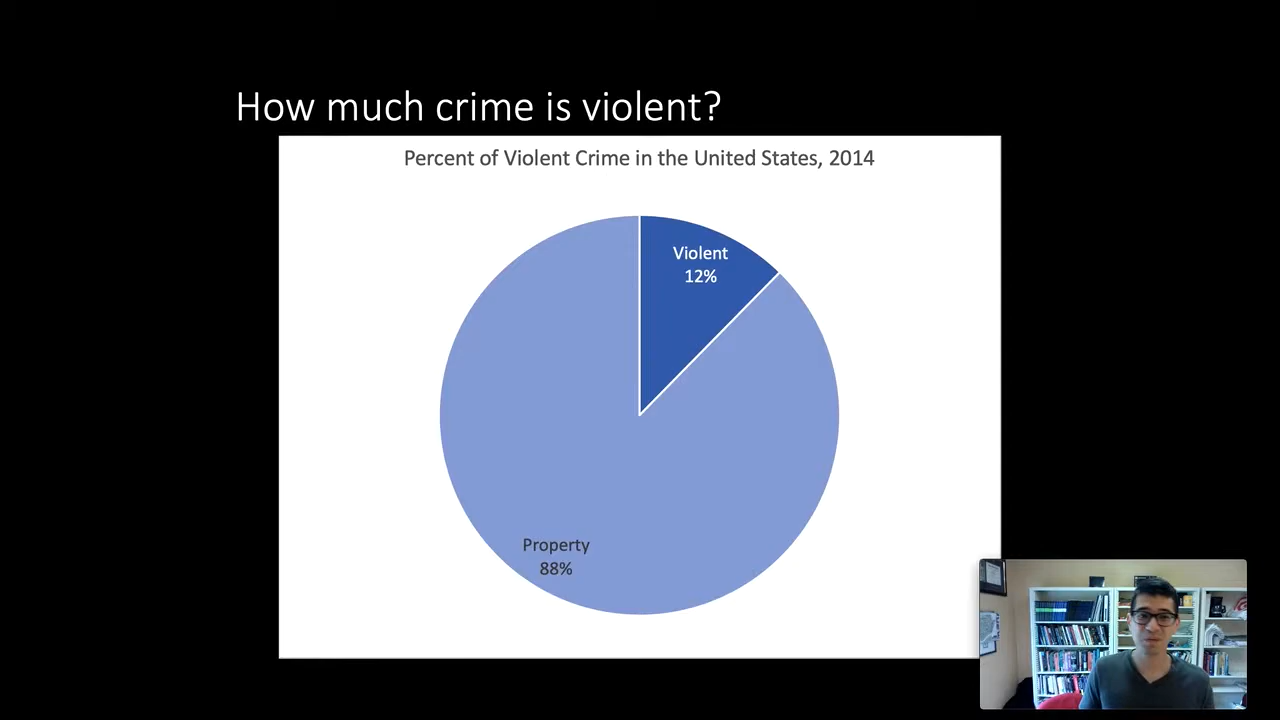 How much crime is violent?
Percent of Violent Crime in the United States, 2014
Violent
12%
Property
88%